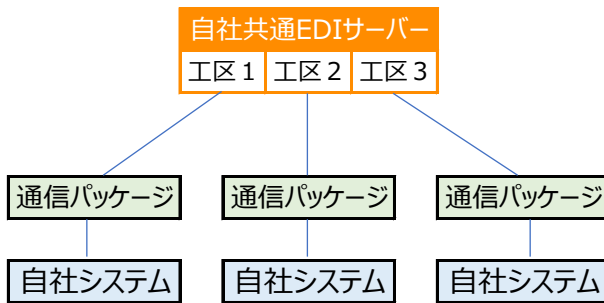 自社共通EDIサーバー
工区１ 工区２ 工区３
通信パッケージ 通信パッケージ 通信パッケージ
自社システム 自社システム 自社システム